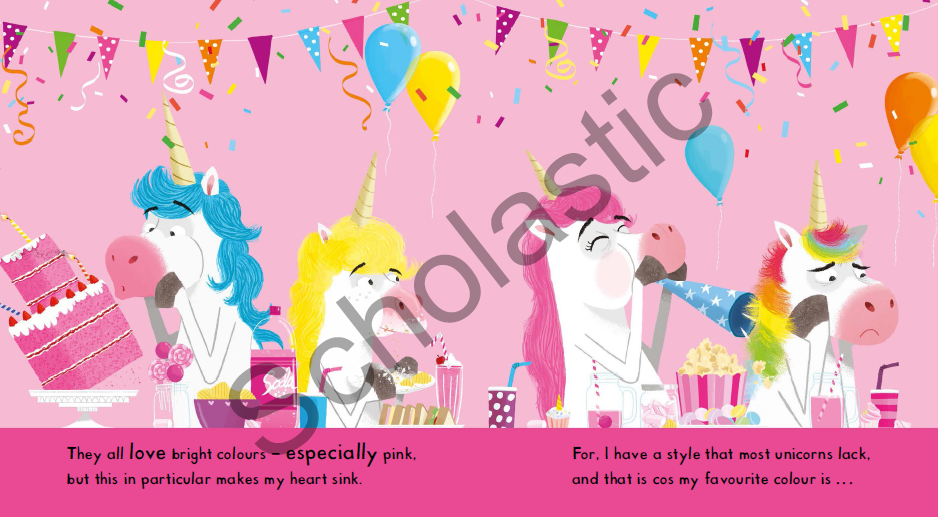 They all love bright colours – especially pink,
but this in particular makes my heart sink.
For, I have a style that most unicorns lack,
and that is cos my favourite colour is ...
Soda
Scholastic